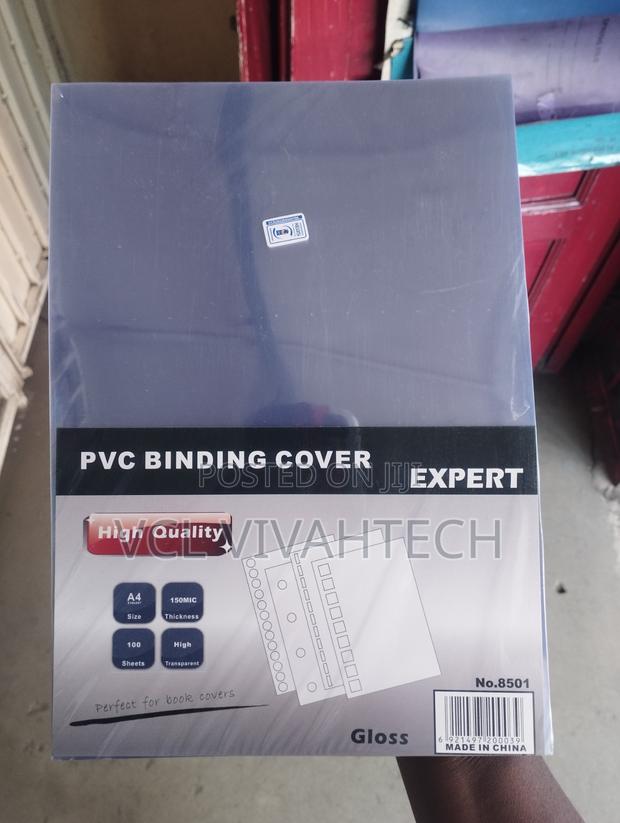 PVC BINDING COVER
EXPERT
POSTED ON JIJI
VCL VIVAHTECH
High Quality
A4
Size
150MIC
Thickness
100
Sheets
High
Transparent
Perfect for book covers
Gloss
No.8501
6 921497 200039
MADE IN CHINA